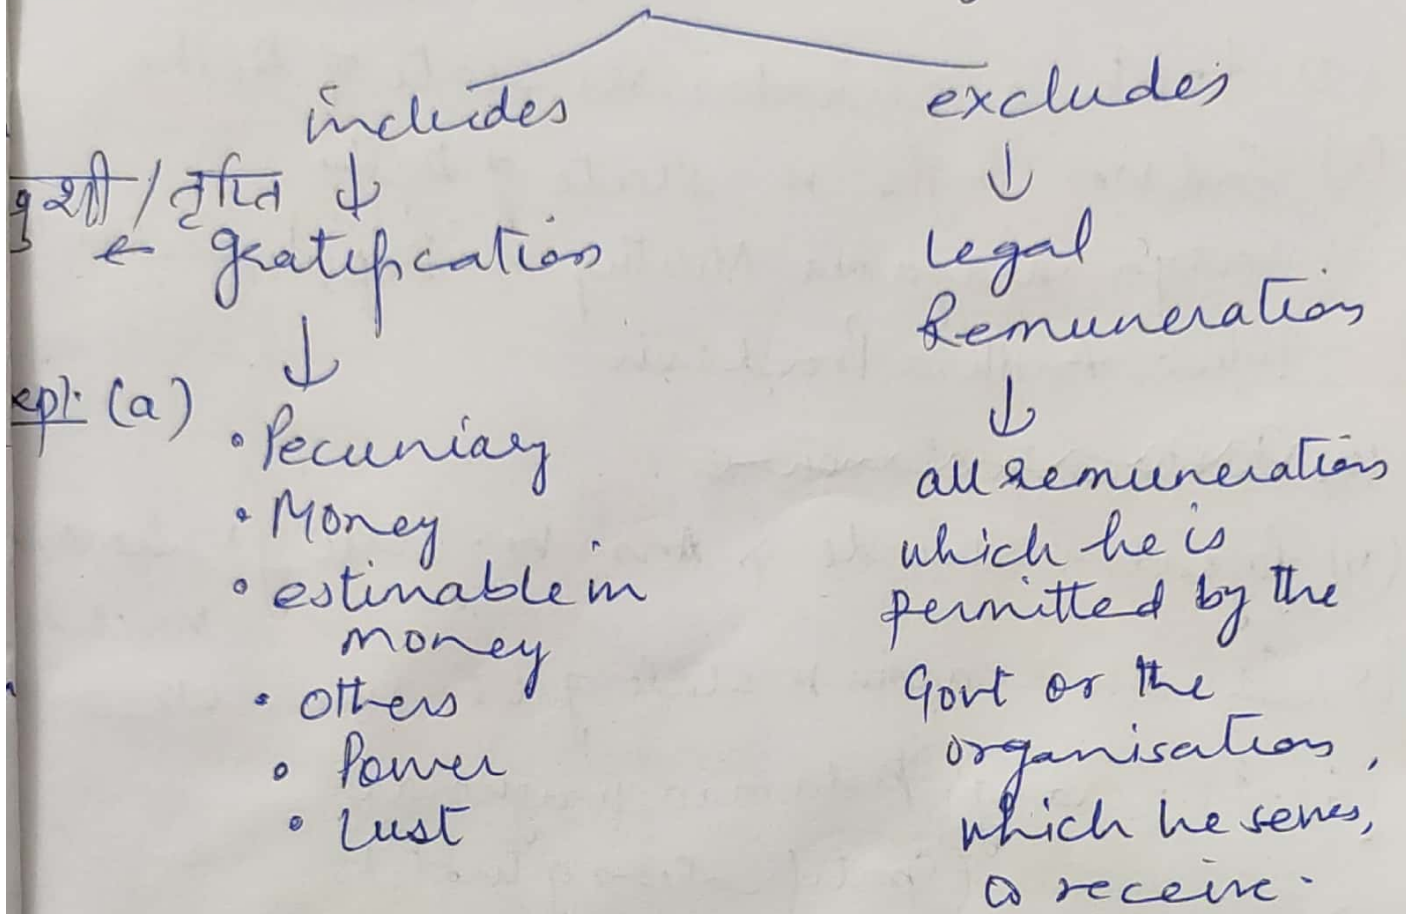 includes
excludes
↓
↓
खुशी / तृप्ति
← gratification
Legal
Remuneration
↓
↓
expl. (a)
• Pecuniary
• Money
• estimable in
money
• others
• Power
• Lust
all remuneration
which he is
permitted by the
Govt or the
organisation,
which he serves,
to receive.